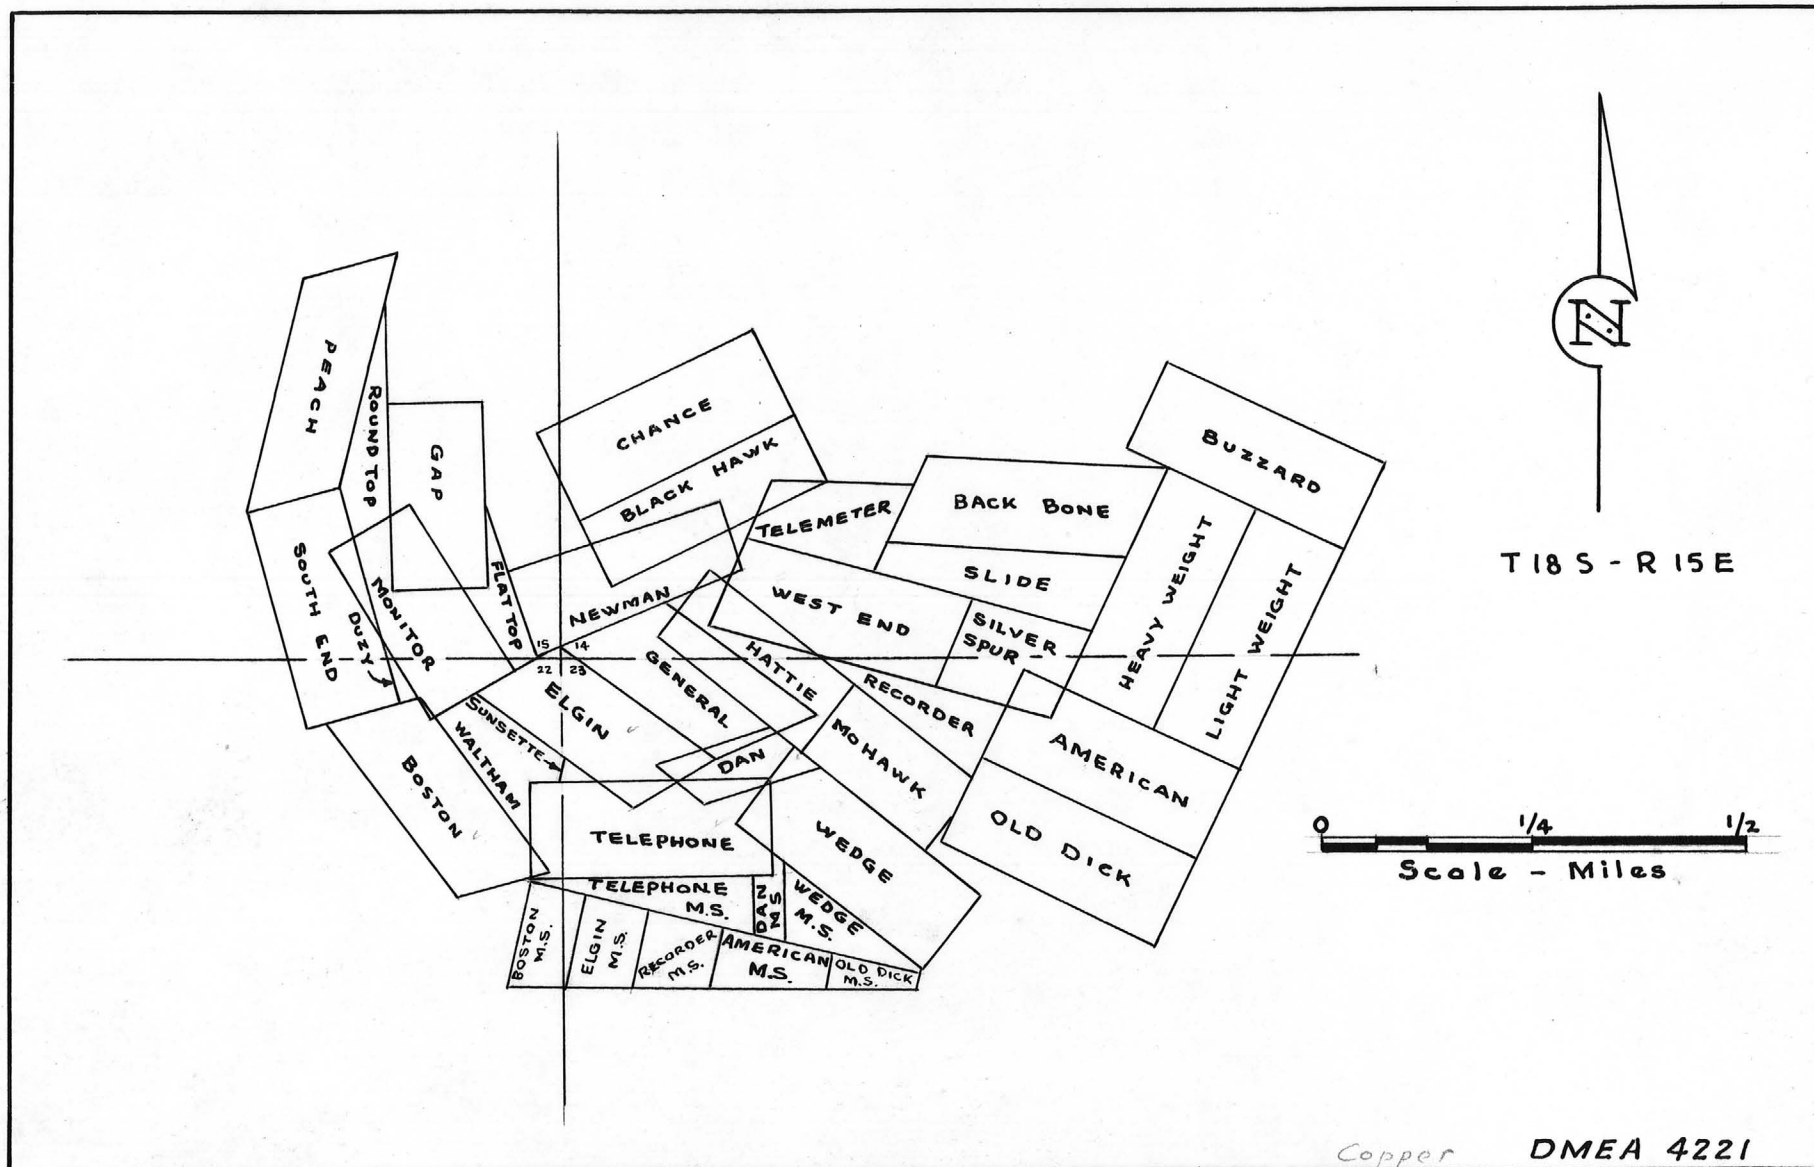 N
T 18 S - R 15 E
PEACH
ROUND TOP
GAP
CHANCE
BLACK HAWK
BUZZARD
TELEMETER
BACK BONE
SLIDE
HEAVY WEIGHT
LIGHT WEIGHT
SOUTH END
DUZY
MONITOR
FLAT TOP
NEWMAN
WEST END
SILVER
SPUR
15 14
22 23
HATTIE
GENERAL
RECORDER
ELGIN
SUNSETTE
WALTHAM
BOSTON
DAN
MOHAWK
AMERICAN
OLD DICK
TELEPHONE
WEDGE
TELEPHONE
M.S.
DAN
MS
WEDGE
M.S.
BOSTON
M.S.
ELGIN
M.S.
RECORDER
M.S.
AMERICAN
M.S.
OLD DICK
M.S.
0 1/4 1/2
Scale - Miles
Copper DMEA 4221